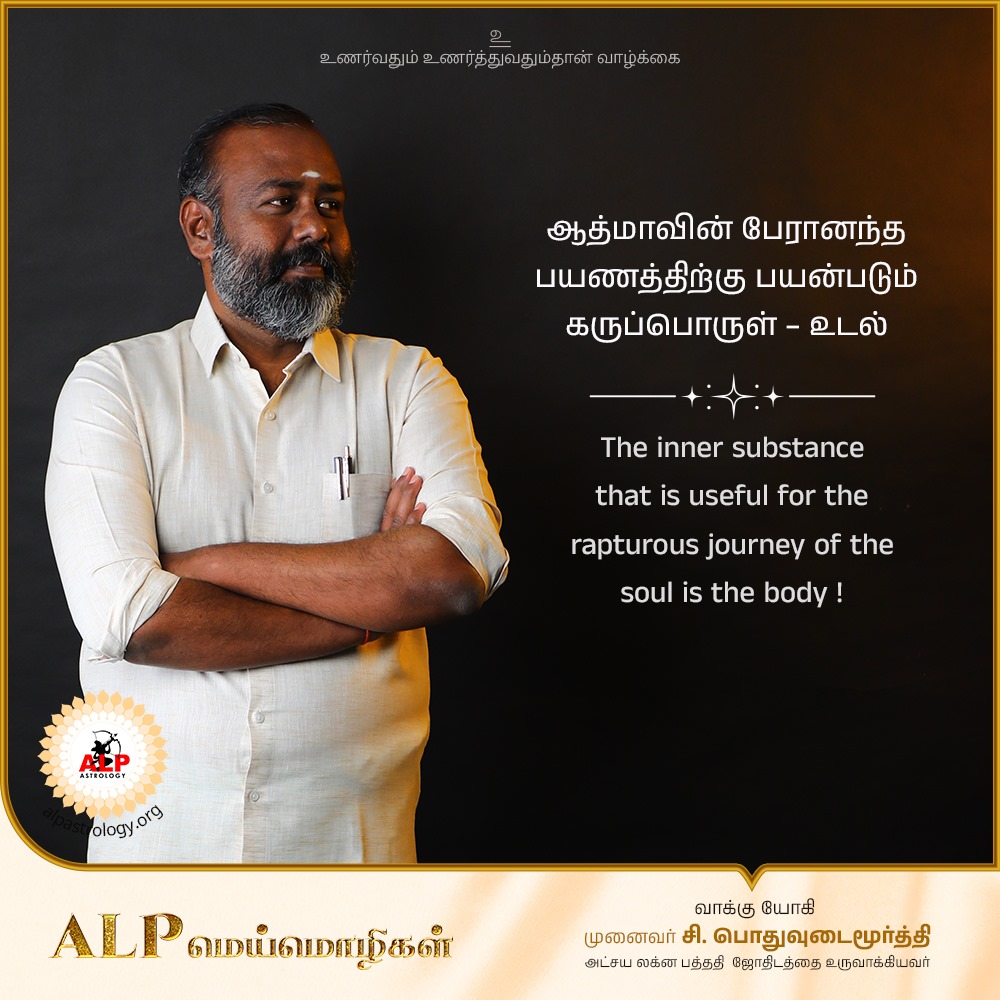 உ
உணர்வதும் உணர்த்துவதும்தான் வாழ்க்கை
ஆத்மாவின் பேரானந்த
பயணத்திற்கு பயன்படும்
கருப்பொருள் – உடல்
The inner substance
that is useful for the
rapturous journey of the
soul is the body !
ALP
ASTROLOGY
alpastrology.org
ALP மெய்மொழிகள்
வாக்கு யோகி
முனைவர் சி. பொதுவுடைமூர்த்தி
அட்சய லக்ன பத்ததி ஜோதிடத்தை உருவாக்கியவர்